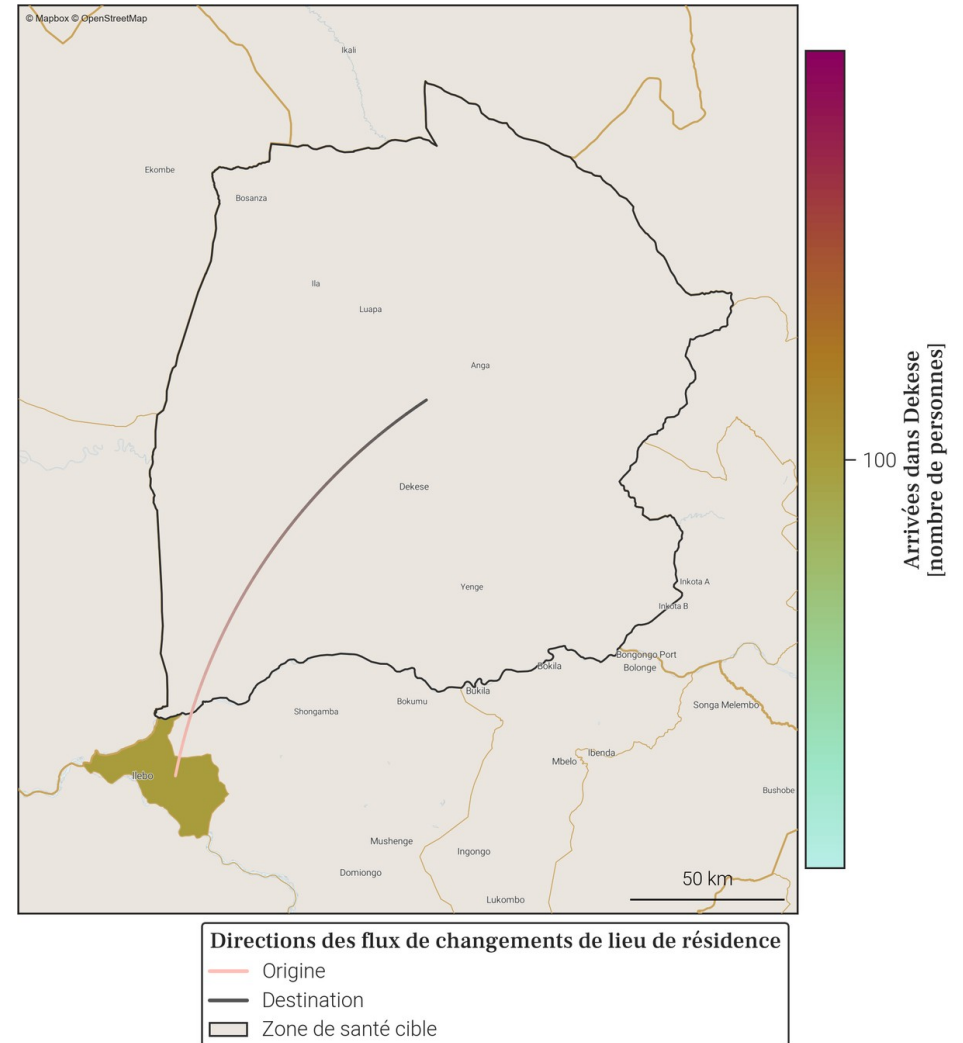 © Mapbox © OpenStreetMap
Ikali
Ekombe
Bosanza
Ila
Luapa
Anga
Dekese
Yenge
Inkota A
Inkota B
Bongongo Port
Bokila
Bolonge
Bukila
Bokumu
Songa Melembo
Shongamba
Ibenda
Mbelo
Ilebo
Bushobe
Mushenge
Ingongo
Domiongo
50 km
Lukombo
100
Arrivées dans Dekese
[nombre de personnes]
Directions des flux de changements de lieu de résidence
Origine
Destination
Zone de santé cible